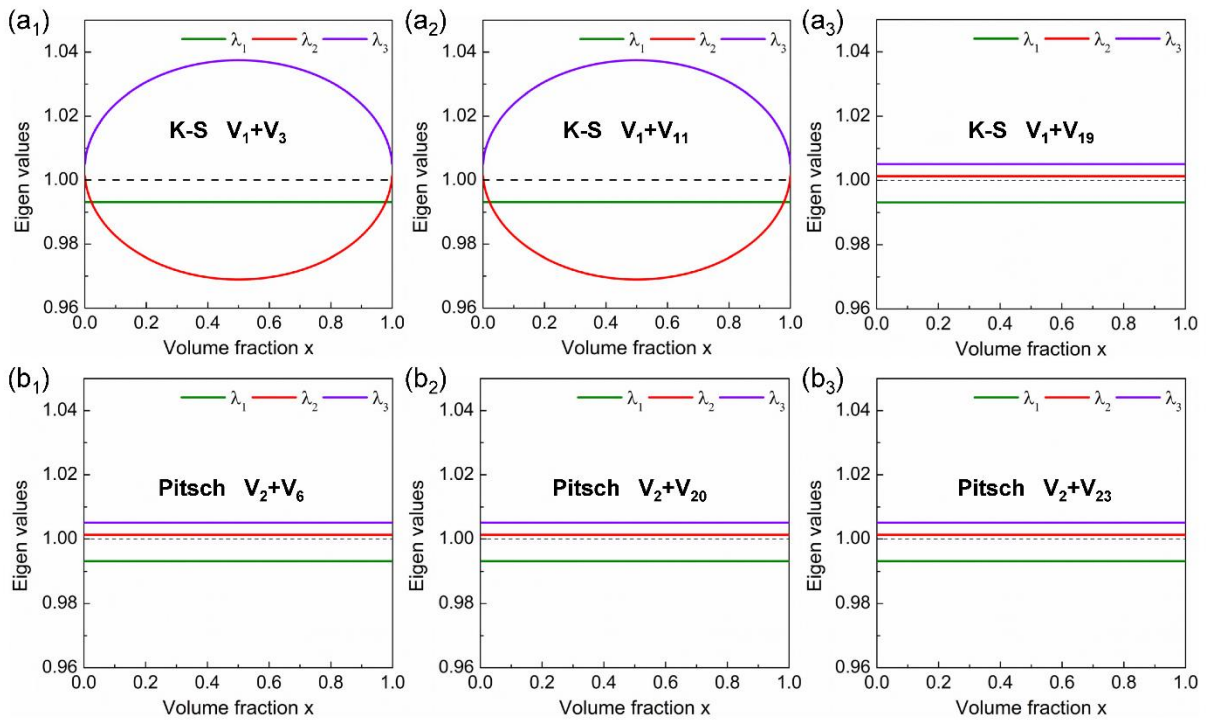 (a1) (a2) (a3)
λ1 λ2 λ3
1.04
1.02
1.00
0.98
0.96
Eigen values
K-S V1+V3
0.0 0.2 0.4 0.6 0.8 1.0
Volume fraction x
λ1 λ2 λ3
1.04
1.02
1.00
0.98
0.96
Eigen values
K-S V1+V11
0.0 0.2 0.4 0.6 0.8 1.0
Volume fraction x
λ1 λ2 λ3
1.04
1.02
1.00
0.98
0.96
Eigen values
K-S V1+V19
0.0 0.2 0.4 0.6 0.8 1.0
Volume fraction x
(b1) (b2) (b3)
λ1 λ2 λ3
1.04
1.02
1.00
0.98
0.96
Eigen values
Pitsch V2+V6
0.0 0.2 0.4 0.6 0.8 1.0
Volume fraction x
λ1 λ2 λ3
1.04
1.02
1.00
0.98
0.96
Eigen values
Pitsch V2+V20
0.0 0.2 0.4 0.6 0.8 1.0
Volume fraction x
λ1 λ2 λ3
1.04
1.02
1.00
0.98
0.96
Eigen values
Pitsch V2+V23
0.0 0.2 0.4 0.6 0.8 1.0
Volume fraction x